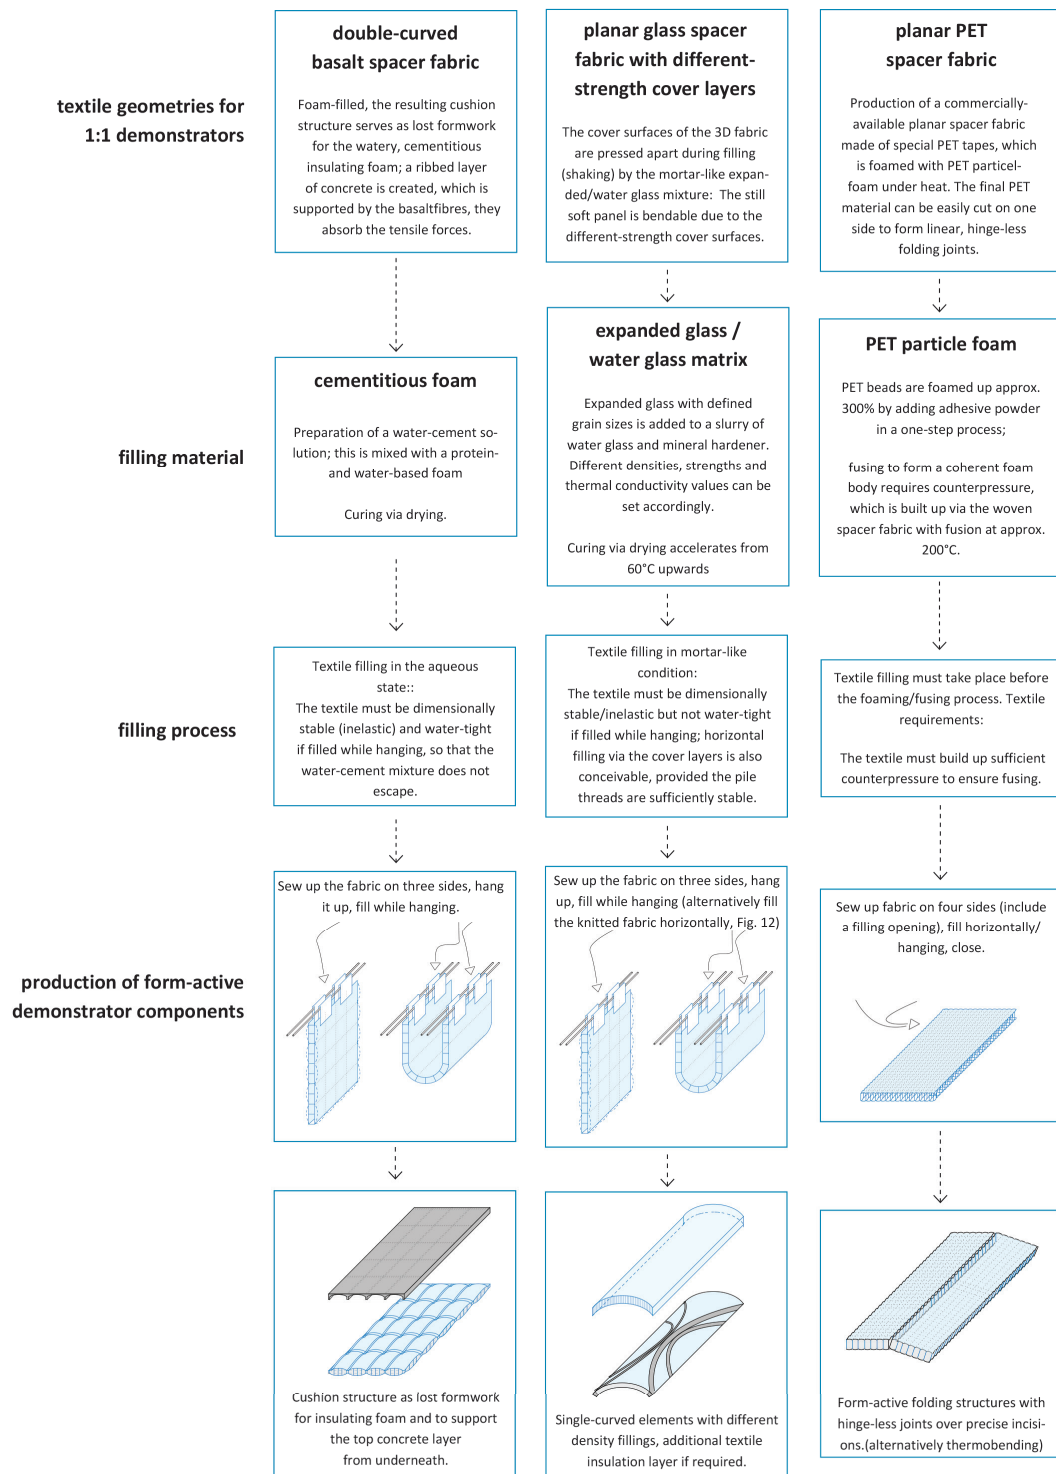 textile geometries for
1:1 demonstrators
double-curved
basalt spacer fabric
Foam-filled, the resulting cushion
structure serves as lost formwork
for the watery, cementitious
insulating foam; a ribbed layer
of concrete is created, which is
supported by the basaltfibres, they
absorb the tensile forces.
planar glass spacer
fabric with different-
strength cover layers
The cover surfaces of the 3D fabric
are pressed apart during filling
(shaking) by the mortar-like expan-
ded/water glass mixture:  The still
soft panel is bendable due to the
different-strength cover surfaces.
planar PET
spacer fabric
Production of a commercially-
available planar spacer fabric
made of special PET tapes, which
is foamed with PET particel-
foam under heat. The final PET
material can be easily cut on one
side to form linear, hinge-less
folding joints.
filling material
cementitious foam
Preparation of a water-cement so-
lution; this is mixed with a protein-
and water-based foam
Curing via drying.
expanded glass /
water glass matrix
Expanded glass with defined
grain sizes is added to a slurry of
water glass and mineral hardener.
Different densities, strengths and
thermal conductivity values can be
set accordingly.
Curing via drying accelerates from
60°C upwards
PET particle foam
PET beads are foamed up approx.
300% by adding adhesive powder
in a one-step process;
fusing to form a coherent foam
body requires counterpressure,
which is built up via the woven
spacer fabric with fusion at approx.
200°C.
filling process
Textile filling in the aqueous
state::
The textile must be dimensionally
stable (inelastic) and water-tight
if filled while hanging, so that the
water-cement mixture does not
escape.
Textile filling in mortar-like
condition:
The textile must be dimensionally
stable/inelastic but not water-tight
if filled while hanging; horizontal
filling via the cover layers is also
conceivable, provided the pile
threads are sufficiently stable.
Textile filling must take place before
the foaming/fusing process. Textile
requirements:
The textile must build up sufficient
counterpressure to ensure fusing.
production of form-active
demonstrator components
Sew up the fabric on three sides, hang
it up, fill while hanging.
Sew up the fabric on three sides, hang
up, fill while hanging (alternatively fill
the knitted fabric horizontally, Fig. 12)
Sew up fabric on four sides (include
a filling opening), fill horizontally/
hanging, close.
Cushion structure as lost formwork
for insulating foam and to support
the top concrete layer
from underneath.
Single-curved elements with different
density fillings, additional textile
insulation layer if required.
Form-active folding structures with
hinge-less joints over precise incisi-
ons.(alternatively thermobending)